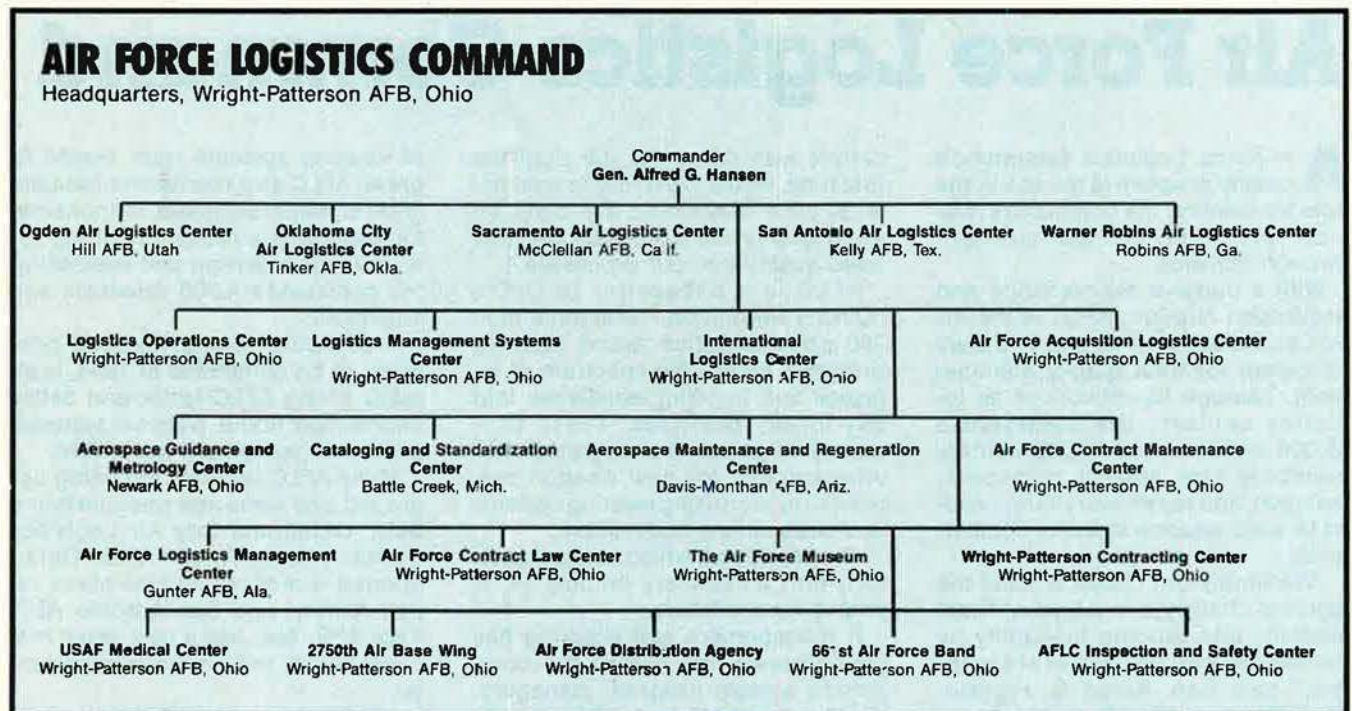 AIR FORCE LOGISTICS COMMAND
Headquarters, Wright-Patterson AFB, Ohio
Commander
Gen. Alfred G. Hansen
Ogden Air Logistics Center
Hill AFB, Utah
Oklahoma City
Air Logistics Center
Tinker AFB, Okla.
Sacramento Air Logistics Center
McClellan AFB, Calif.
San Antonio Air Logistics Center
Kelly AFB, Tex.
Warner Robins Air Logistics Center
Robins AFB, Ga.
Logistics Operations Center
Wright-Patterson AFB, Ohio
Logistics Management Systems
Center
Wright-Patterson AFB, Ohio
International
Logistics Center
Wright-Patterson AFB, Ohio
Air Force Acquisition Logistics Center
Wright-Patterson AFB, Ohio
Aerospace Guidance and
Metrology Center
Newark AFB, Ohio
Cataloging and Standardization
Center
Battle Creek, Mich.
Aerospace Maintenance and Regeneration
Center
Davis-Monthan AFB, Ariz.
Air Force Contract Maintenance
Center
Wright-Patterson AFB, Ohio
Air Force Logistics Management
Center
Gunter AFB, Ala.
Air Force Contract Law Center
Wright-Patterson AFB, Ohio
The Air Force Museum
Wright-Patterson AFB, Ohio
Wright-Patterson Contracting Center
Wright-Patterson AFB, Ohio
USAF Medical Center
Wright-Patterson AFB, Ohio
2750th Air Base Wing
Wright-Patterson AFB, Ohio
Air Force Distribution Agency
Wright-Patterson AFB, Ohio
661st Air Force Band
Wright-Patterson AFB, Ohio
AFLC Inspection and Safety Center
Wright-Patterson AFB, Ohio